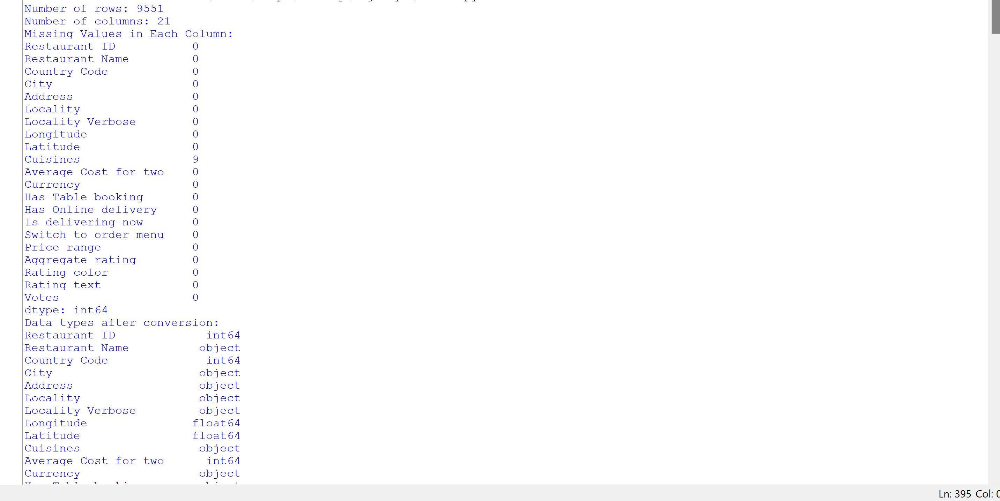 Number of rows: 9551
Number of columns: 21
Missing Values in Each Column:
Restaurant ID           0
Restaurant Name         0
Country Code            0
City                    0
Address                 0
Locality                0
Locality Verbose        0
Longitude               0
Latitude                0
Cuisines                9
Average Cost for two    0
Currency                0
Has Table booking       0
Has Online delivery     0
Is delivering now       0
Switch to order menu    0
Price range             0
Aggregate rating        0
Rating color            0
Rating text             0
Votes                   0
dtype: int64
Data types after conversion:
Restaurant ID             int64
Restaurant Name          object
Country Code              int64
City                     object
Address                  object
Locality                 object
Locality Verbose         object
Longitude               float64
Latitude                float64
Cuisines                 object
Average Cost for two      int64
Currency                 object
Ln: 395 Col: 0